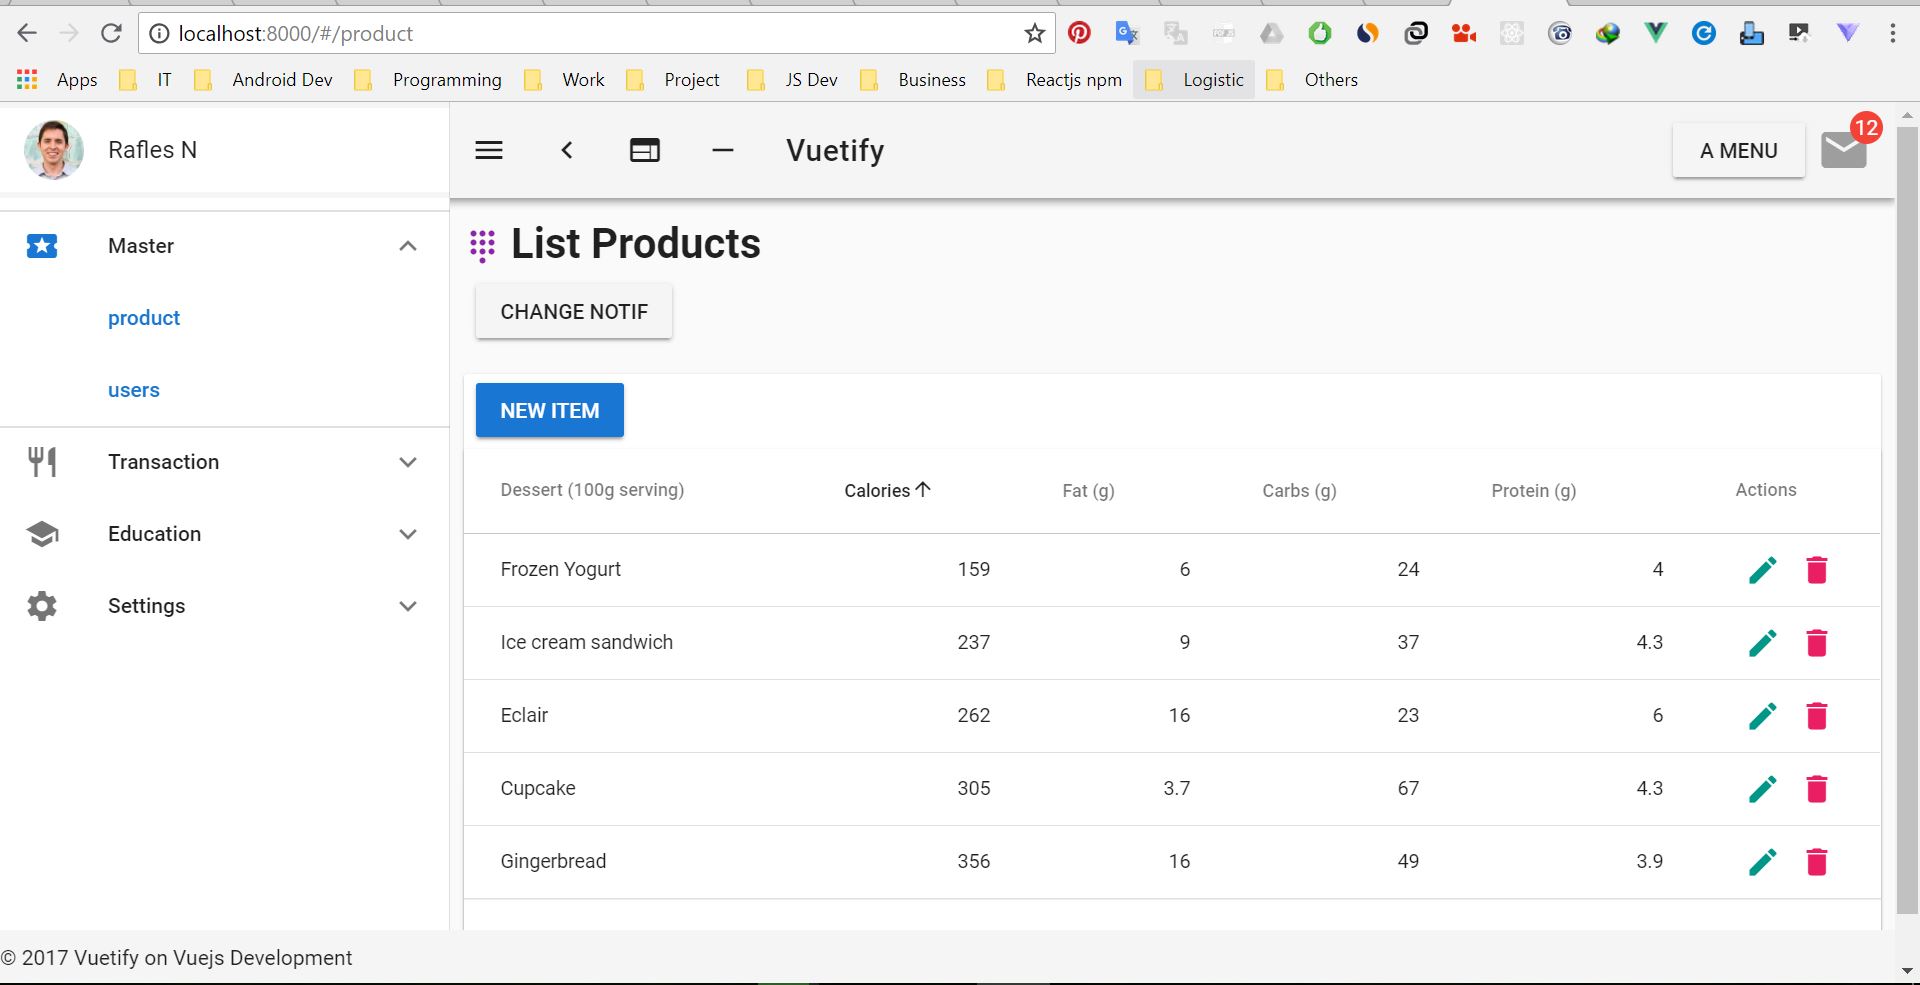 localhost:8000/#/product
Apps IT Android Dev Programming Work Project JS Dev Business Reactjs npm Logistic Others
Rafles N
Vuetify
A MENU
12
Master
product
users
Transaction
Education
Settings
List Products
CHANGE NOTIF
NEW ITEM
Dessert (100g serving) Calories Fat (g) Carbs (g) Protein (g) Actions
Frozen Yogurt 159 6 24 4
Ice cream sandwich 237 9 37 4.3
Eclair 262 16 23 6
Cupcake 305 3.7 67 4.3
Gingerbread 356 16 49 3.9
© 2017 Vuetify on Vuejs Development